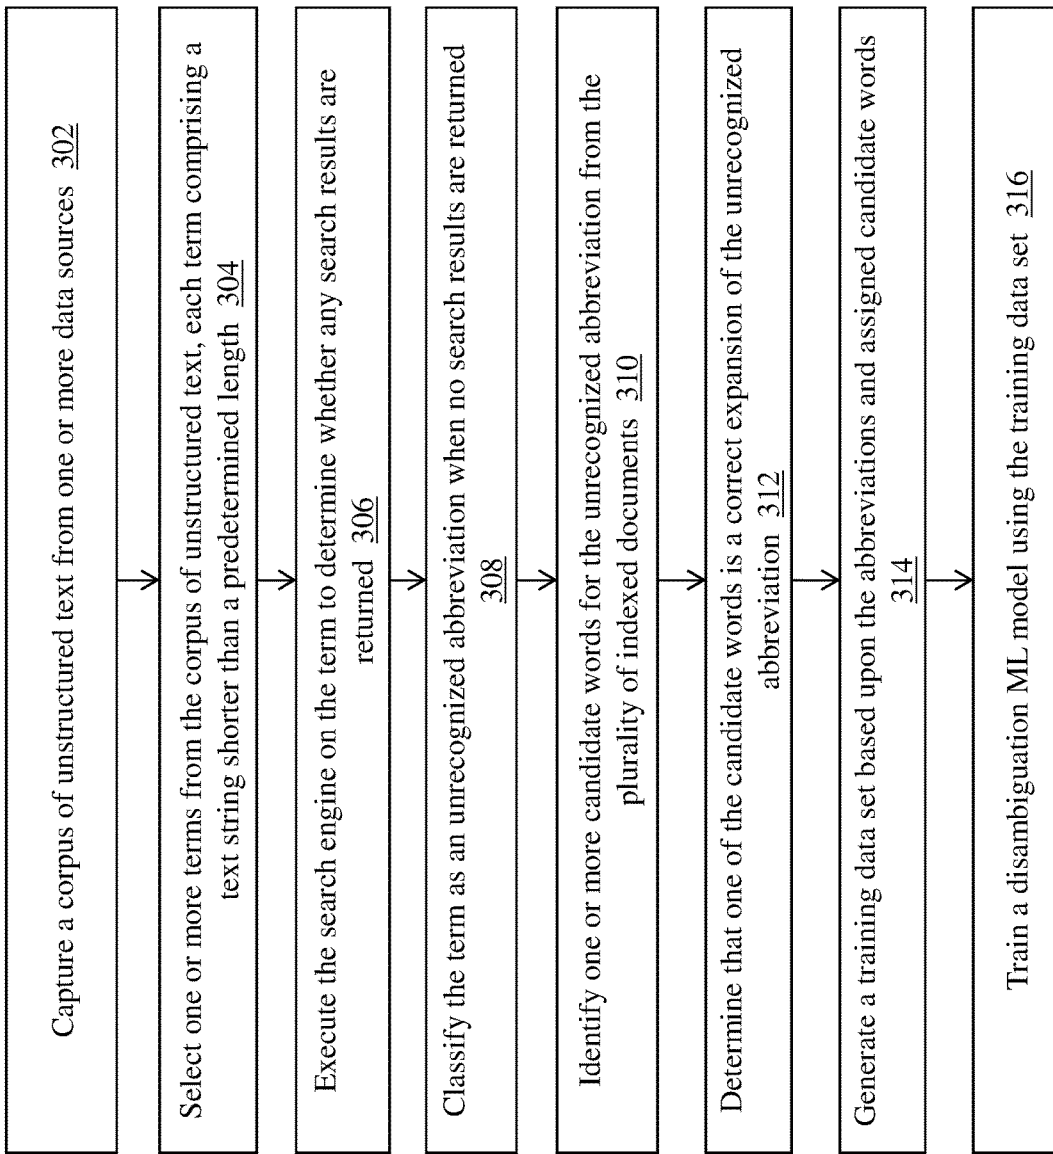 Capture a corpus of unstructured text from one or more data sources 302
Select one or more terms from the corpus of unstructured text, each term comprising a
text string shorter than a predetermined length 304
Execute the search engine on the term to determine whether any search results are
returned 306
Classify the term as an unrecognized abbreviation when no search results are returned
308
Identify one or more candidate words for the unrecognized abbreviation from the
plurality of indexed documents 310
Determine that one of the candidate words is a correct expansion of the unrecognized
abbreviation 312
Generate a training data set based upon the abbreviations and assigned candidate words
314
Train a disambiguation ML model using the training data set 316